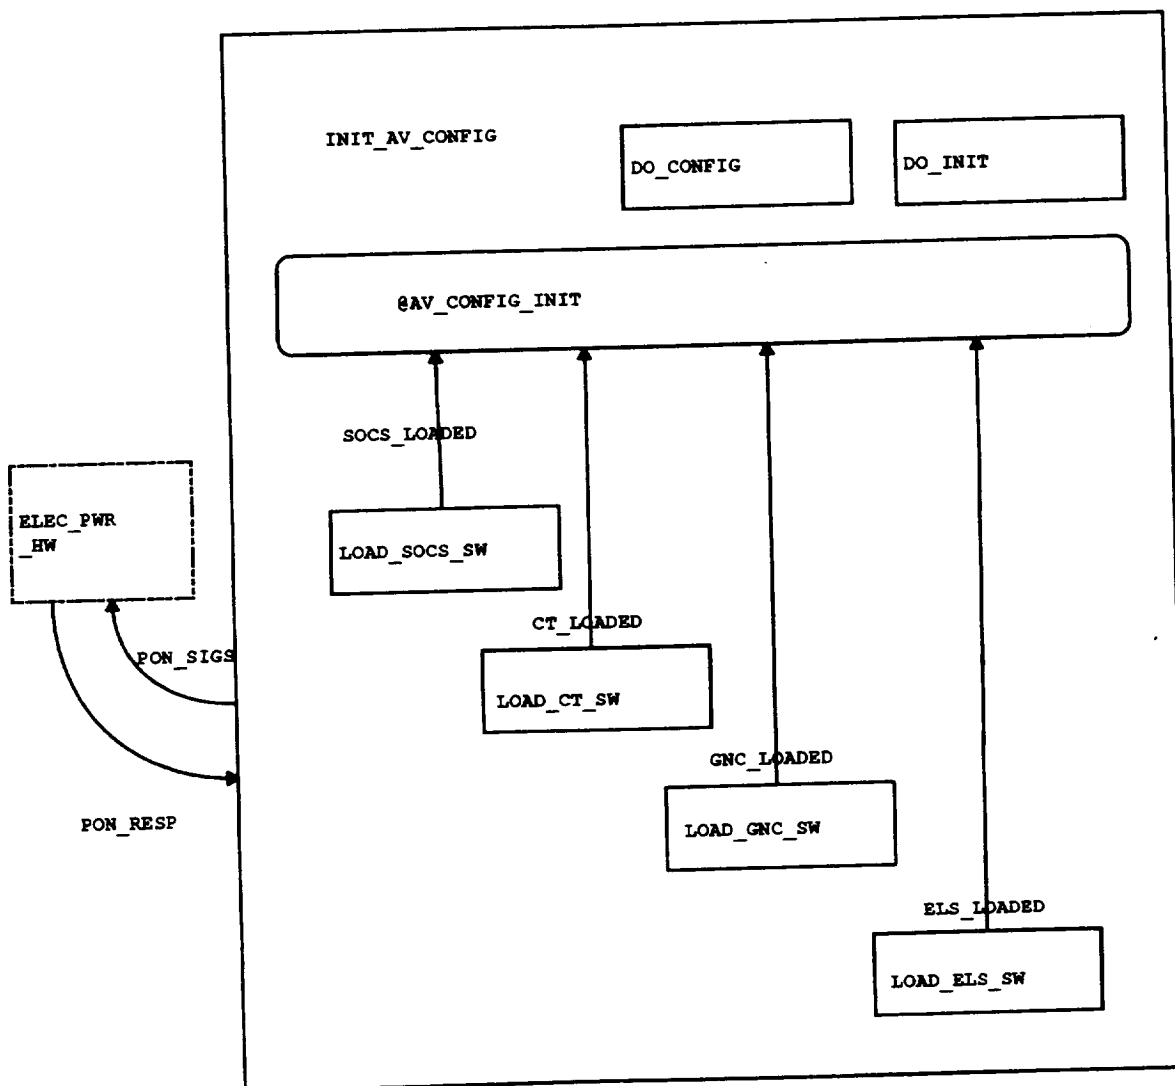 INIT_AV_CONFIG
DO_CONFIG
DO_INIT
@AV_CONFIG_INIT
SOCS_LOADED
ELEC_PWR
_HW
LOAD_SOCS_SW
CT_LOADED
PON_SIGS
LOAD_CT_SW
GNC_LOADED
PON_RESP
LOAD_GNC_SW
ELS_LOADED
LOAD_ELS_SW